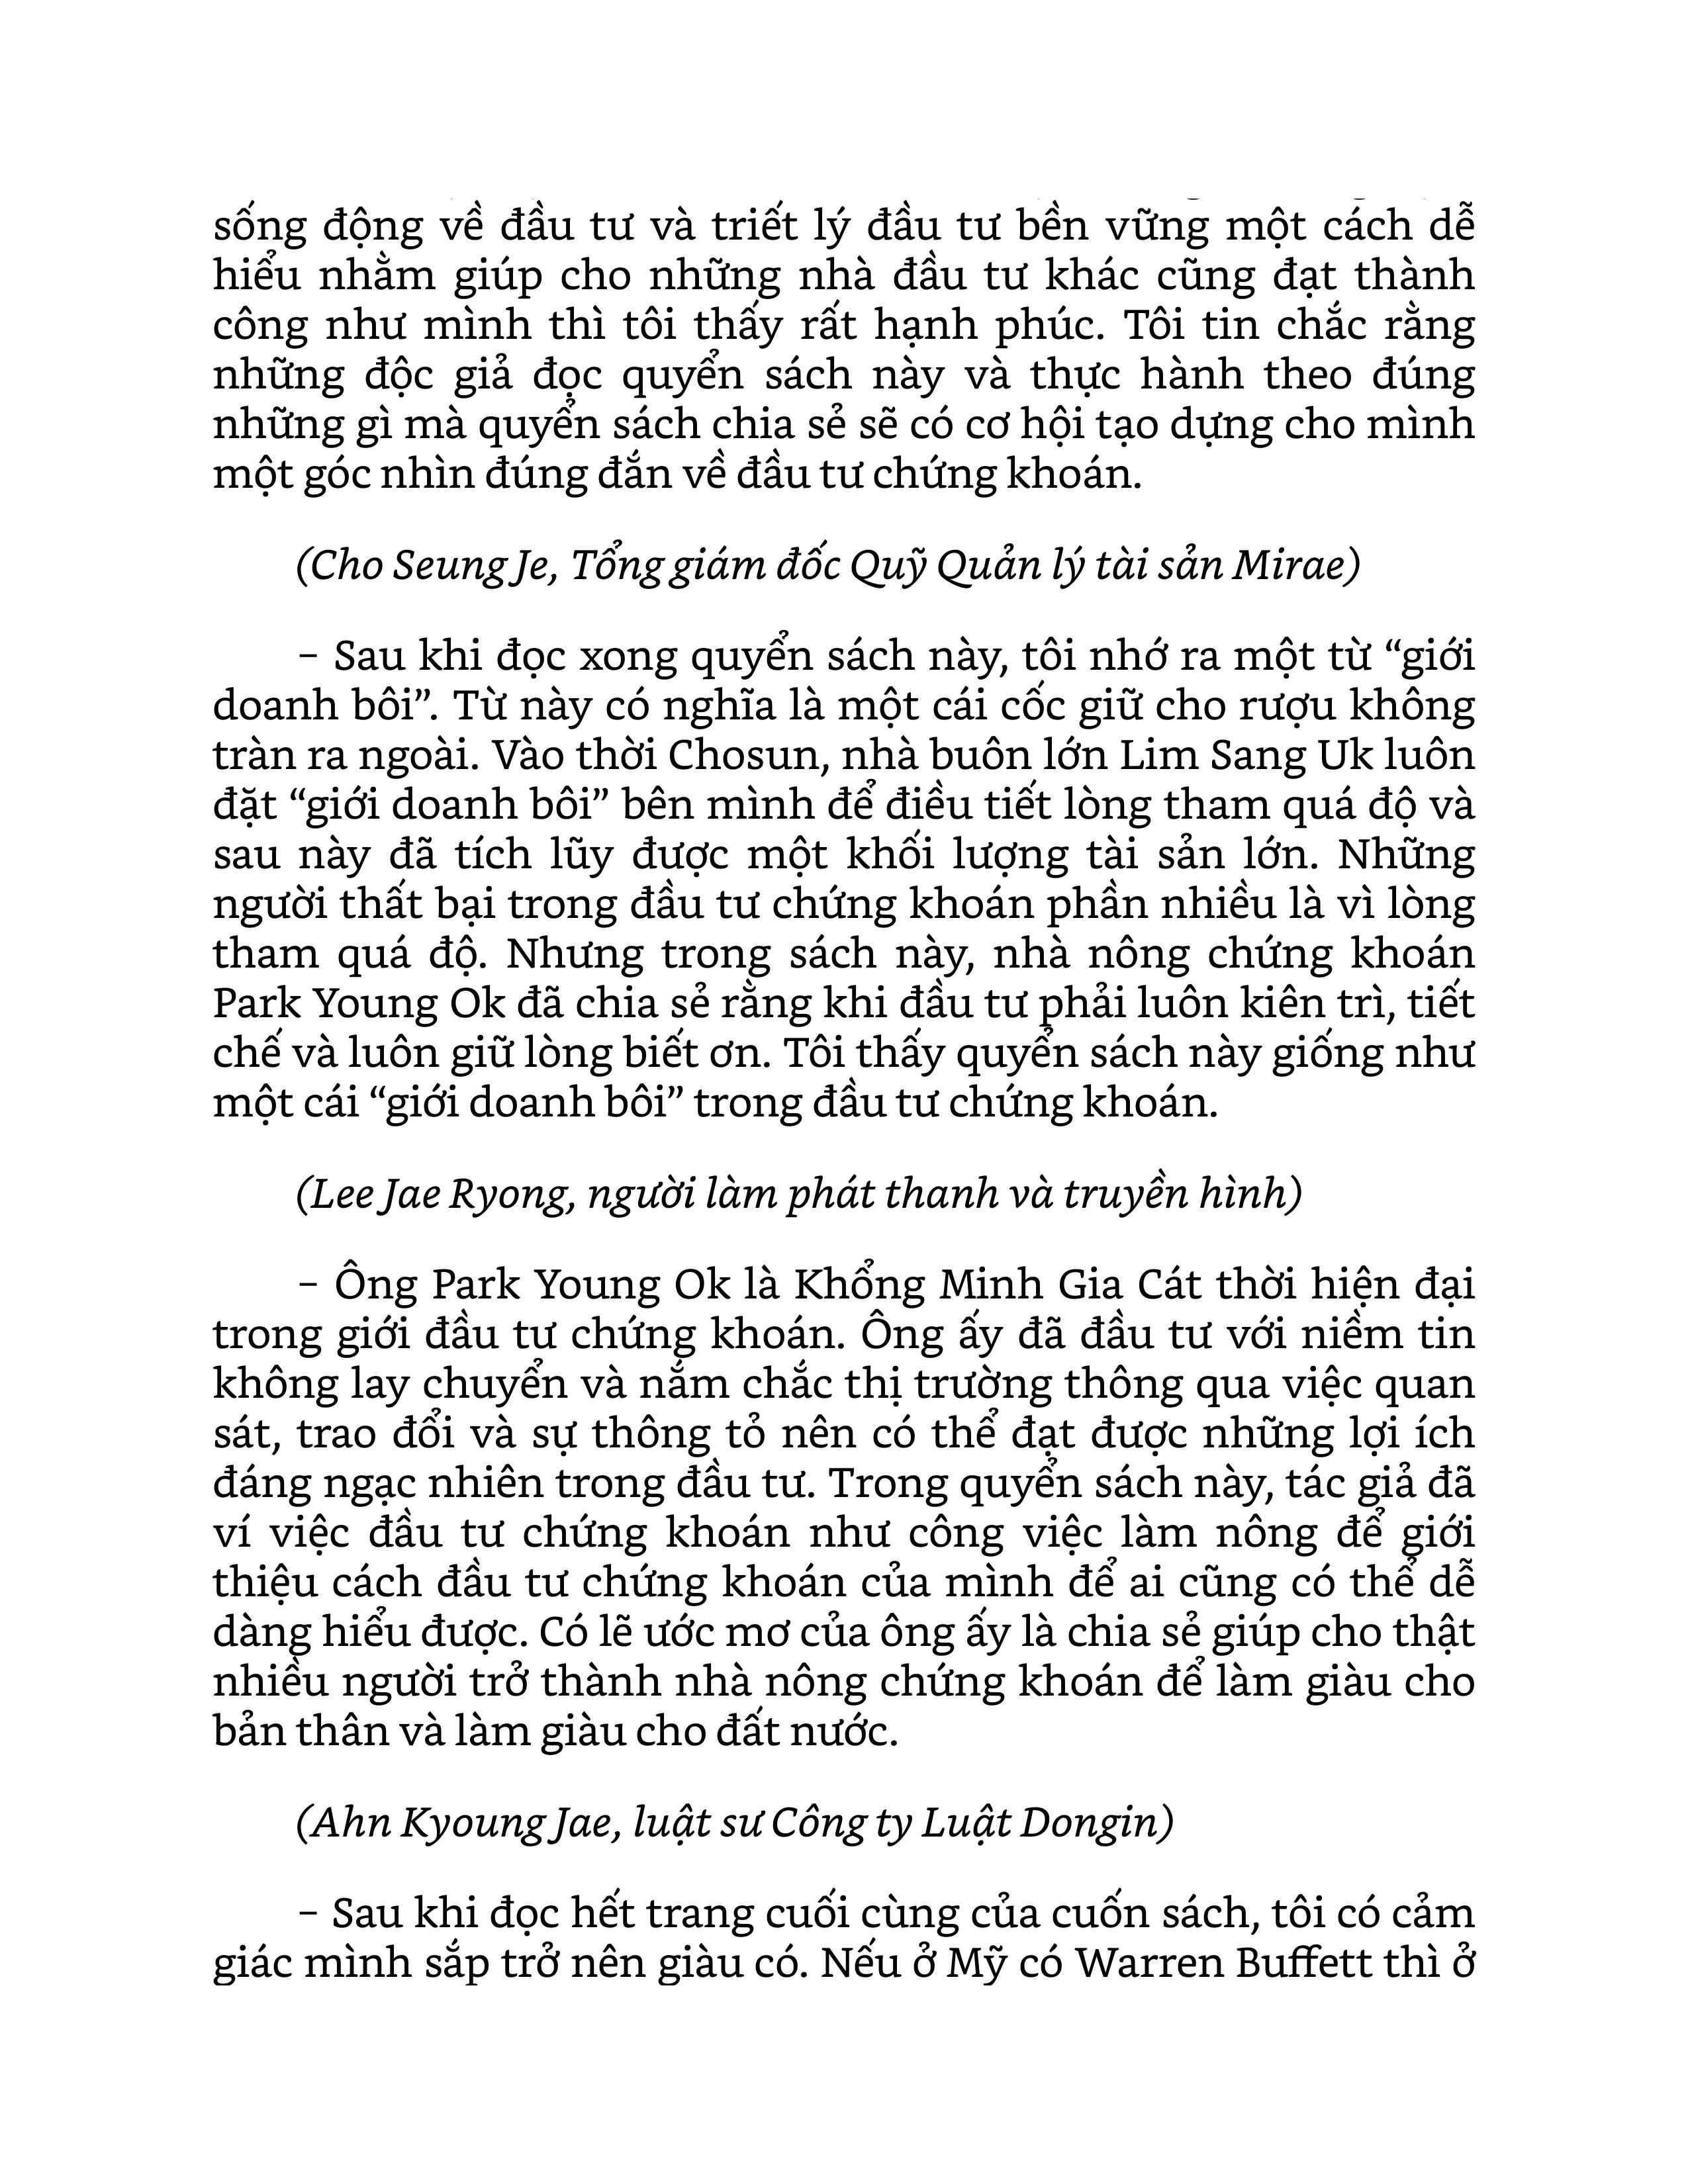 sống động về đầu tư và triết lý đầu tư bền vững một cách dễ
hiểu nhằm giúp cho những nhà đầu tư khác cũng đạt thành
công như mình thì tôi thấy rất hạnh phúc. Tôi tin chắc rằng
những độc giả đọc quyển sách này và thực hành theo đúng
những gì mà quyển sách chia sẻ sẽ có cơ hội tạo dựng cho mình
một góc nhìn đúng đắn về đầu tư chứng khoán.
(Cho Seung Je, Tổng giám đốc Quỹ Quản lý tài sản Mirae)
– Sau khi đọc xong quyển sách này, tôi nhớ ra một từ “giới
doanh bôi”. Từ này có nghĩa là một cái cốc giữ cho rượu không
tràn ra ngoài. Vào thời Chosun, nhà buôn lớn Lim Sang Uk luôn
đặt “giới doanh bôi” bên mình để điều tiết lòng tham quá độ và
sau này đã tích lũy được một khối lượng tài sản lớn. Những
người thất bại trong đầu tư chứng khoán phần nhiều là vì lòng
tham quá độ. Nhưng trong sách này, nhà nông chứng khoán
Park Young Ok đã chia sẻ rằng khi đầu tư phải luôn kiên trì, tiết
chế và luôn giữ lòng biết ơn. Tôi thấy quyển sách này giống như
một cái “giới doanh bôi” trong đầu tư chứng khoán.
(Lee Jae Ryong, người làm phát thanh và truyền hình)
– Ông Park Young Ok là Khổng Minh Gia Cát thời hiện đại
trong giới đầu tư chứng khoán. Ông ấy đã đầu tư với niềm tin
không lay chuyển và nắm chắc thị trường thông qua việc quan
sát, trao đổi và sự thông tỏ nên có thể đạt được những lợi ích
đáng ngạc nhiên trong đầu tư. Trong quyển sách này, tác giả đã
ví việc đầu tư chứng khoán như công việc làm nông để giới
thiệu cách đầu tư chứng khoán của mình để ai cũng có thể dễ
dàng hiểu được. Có lẽ ước mơ của ông ấy là chia sẻ giúp cho thật
nhiều người trở thành nhà nông chứng khoán để làm giàu cho
bản thân và làm giàu cho đất nước.
(Ahn Kyoung Jae, luật sư Công ty Luật Dongin)
– Sau khi đọc hết trang cuối cùng của cuốn sách, tôi có cảm
giác mình sắp trở nên giàu có. Nếu ở Mỹ có Warren Buffett thì ở